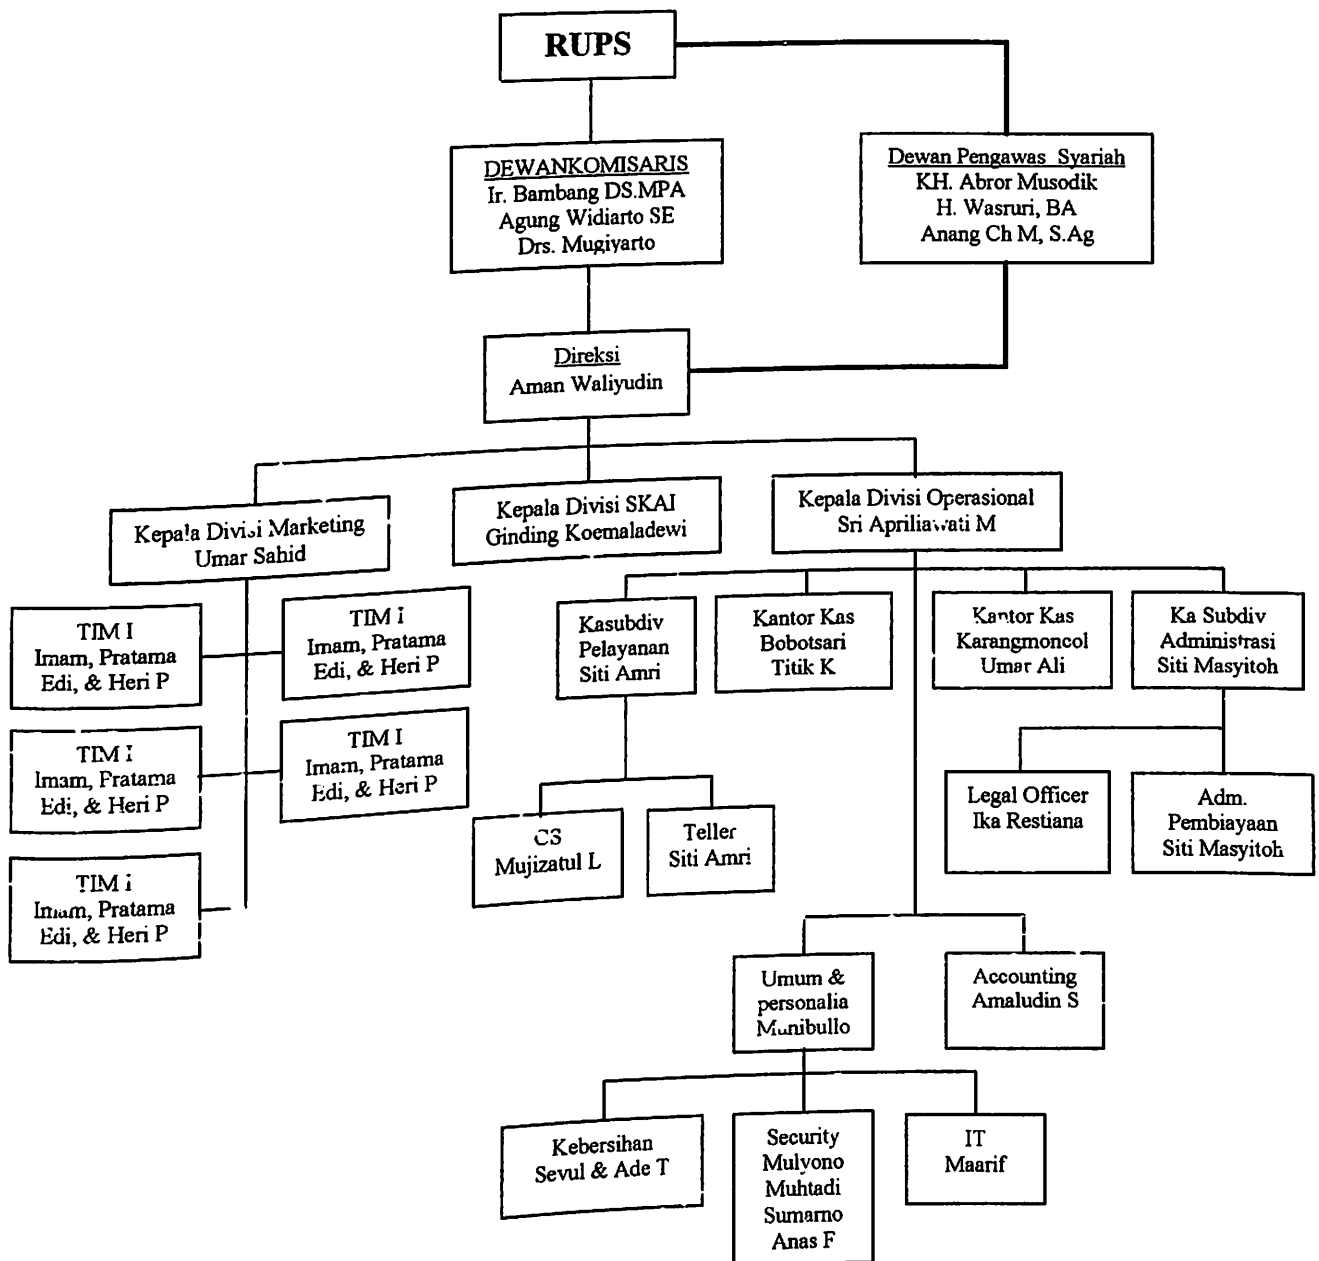 RUPS
DEWANKOMISARIS
Ir. Bambang DS.MPA
Agung Widiarto SE
Drs. Mugiyarto
Dewan Pengawas Syariah
KH. Abror Musodik
H. Wasruri, BA
Anang Ch M, S.Ag
Direksi
Aman Waliyudin
Kepala Divisi Marketing
Umar Sahid
Kepala Divisi SKAI
Ginding Koemaladewi
Kepala Divisi Operasional
Sri Apriliawati M
TIM I
Imam, Pratama
Edi, & Heri P
TIM I
Imam, Pratama
Edi, & Heri P
TIM I
Imam, Pratama
Edi, & Heri P
TIM I
Imam, Pratama
Edi, & Heri P
TIM I
Imam, Pratama
Edi, & Heri P
Kasubdiv
Pelayanan
Siti Amri
Kantor Kas
Bobotsari
Titik K
Kantor Kas
Karangmoncol
Umar Ali
Ka Subdiv
Administrasi
Siti Masyitoh
CS
Mujizatul L
Teller
Siti Amri
Legal Officer
Ika Restiana
Adm.
Pembiayaan
Siti Masyitoh
Umum &
personalia
Munibullo
Accounting
Amaludin S
Kebersihan
Sevul & Ade T
Security
Mulyono
Muhtadi
Sumarno
Anas F
IT
Maarif